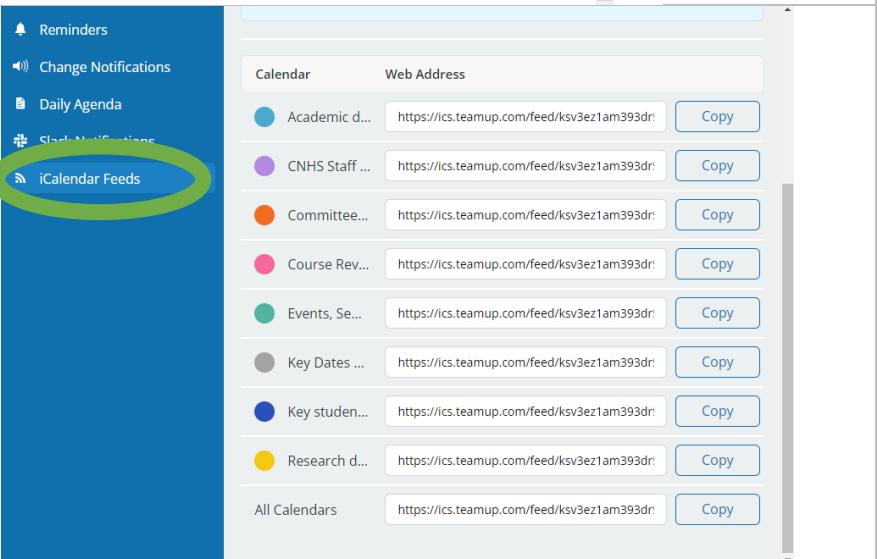 Reminders
Change Notifications
Daily Agenda
Slack Notifications
iCalendar Feeds
Calendar Web Address
Academic d... https://ics.teamup.com/feed/ksv3ez1am393dr Copy
CNHS Staff ... https://ics.teamup.com/feed/ksv3ez1am393dr Copy
Committee... https://ics.teamup.com/feed/ksv3ez1am393dr Copy
Course Rev... https://ics.teamup.com/feed/ksv3ez1am393dr Copy
Events, Se... https://ics.teamup.com/feed/ksv3ez1am393dr Copy
Key Dates ... https://ics.teamup.com/feed/ksv3ez1am393dr Copy
Key studen... https://ics.teamup.com/feed/ksv3ez1am393dr Copy
Research d... https://ics.teamup.com/feed/ksv3ez1am393dr Copy
All Calendars https://ics.teamup.com/feed/ksv3ez1am393dr Copy